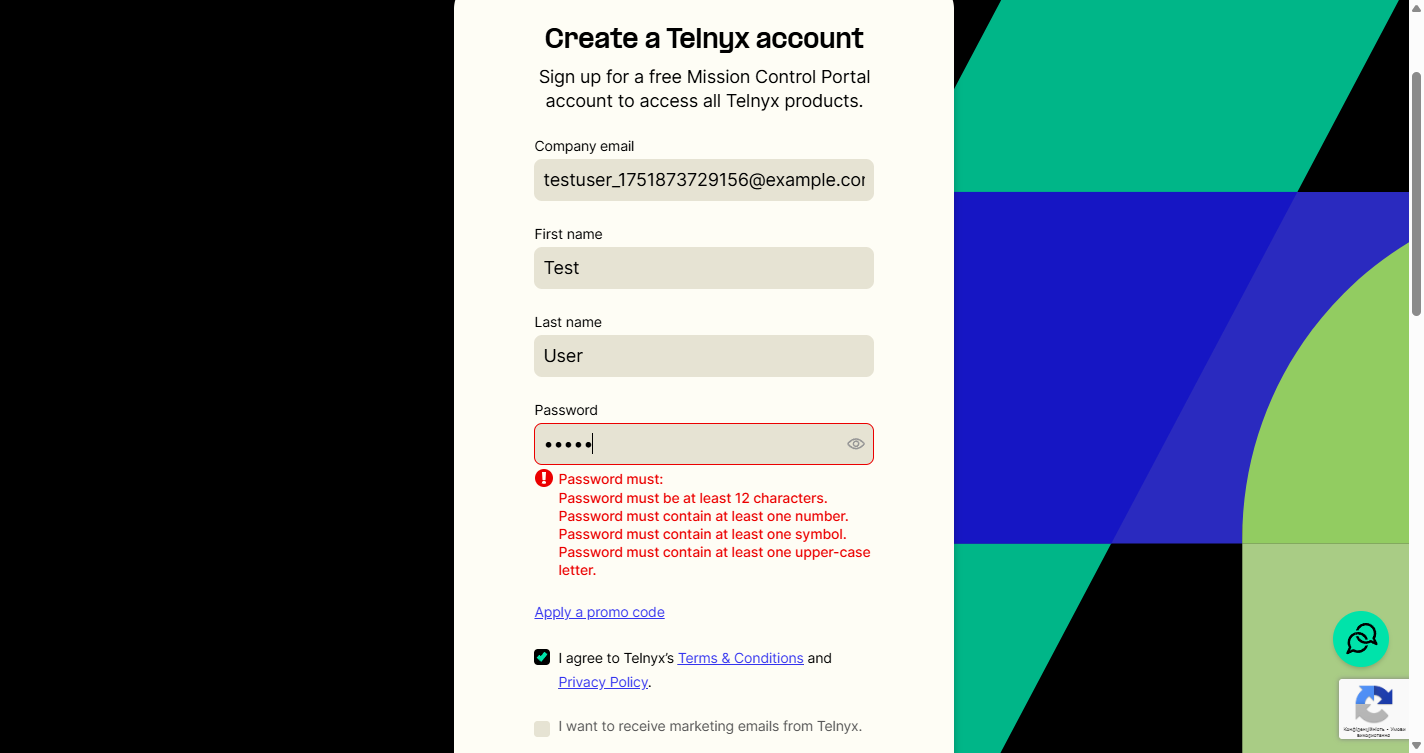 Create a Telnyx account
Sign up for a free Mission Control Portal
account to access all Telnyx products.
Company email
testuser_1751873729156@example.cor
First name
Test
Last name
User
Password
•••••
Password must:
Password must be at least 12 characters.
Password must contain at least one number.
Password must contain at least one symbol.
Password must contain at least one upper-case
letter.
Apply a promo code
I agree to Telnyx's Terms & Conditions and
Privacy Policy.
I want to receive marketing emails from Telnyx.
Конфіденційність - Умови
використання